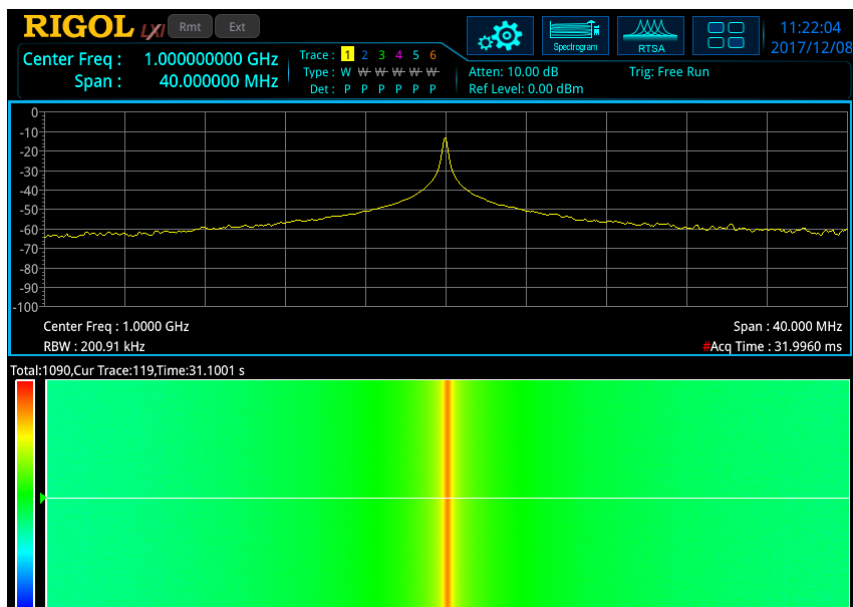 RIGOL LXI Rmt Ext
11:22:04
2017/12/08
Spectrogram
RTSA
Center Freq : 1.000000000 GHz
Span : 40.000000 MHz
Trace : 1 2 3 4 5 6
Type : W W W W W W
Det : P P P P P P
Atten: 10.00 dB
Trig: Free Run
Ref Level: 0.00 dBm
0
-10
-20
-30
-40
-50
-60
-70
-80
-90
-100
Center Freq : 1.0000 GHz
Span : 40.000 MHz
RBW : 200.91 kHz
#Acq Time : 31.9960 ms
Total:1090,Cur Trace:119,Time:31.1001 s